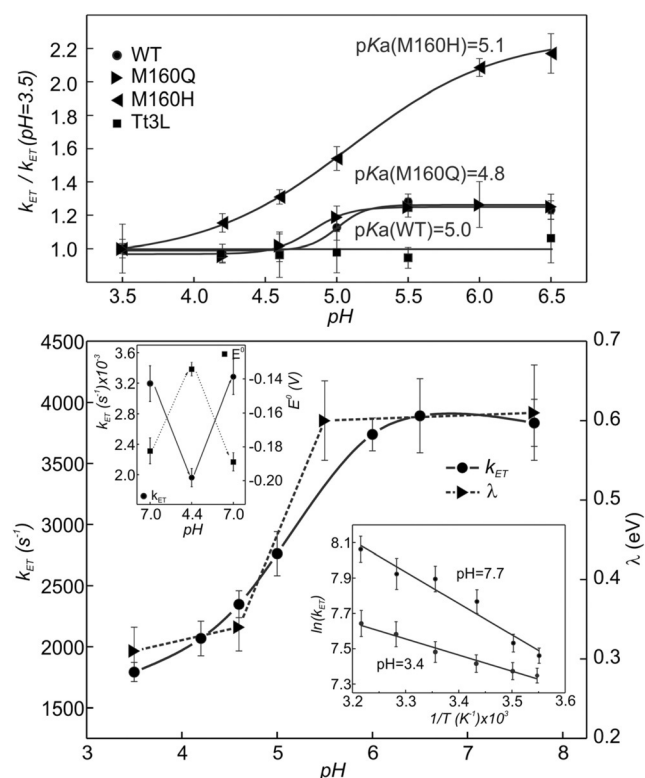 k_ET / k_ET (pH=3.5)
2.2
2.0
1.8
1.6
1.4
1.2
1.0
WT
M160Q
M160H
Tt3L
pKa(M160H)=5.1
pKa(M160Q)=4.8
pKa(WT)=5.0
3.5 4.0 4.5 5.0 5.5 6.0 6.5
pH
k_ET (s⁻¹)
4500
4000
3500
3000
2500
2000
1500
k_ET (s⁻¹)x10⁻³
3.6
3.2
2.8
2.4
2.0
E⁰
-0.14
-0.16
-0.18
-0.20
E⁰ (V)
k_ET
7.0 4.4 7.0
pH
k_ET
λ
0.7
0.6
0.5
0.4
0.3
0.2
λ (eV)
ln(k_ET)
8.1
7.9
7.7
7.5
7.3
pH=7.7
pH=3.4
3.2 3.3 3.4 3.5 3.6
1/T (K⁻¹)x10³
3 4 5 6 7 8
pH